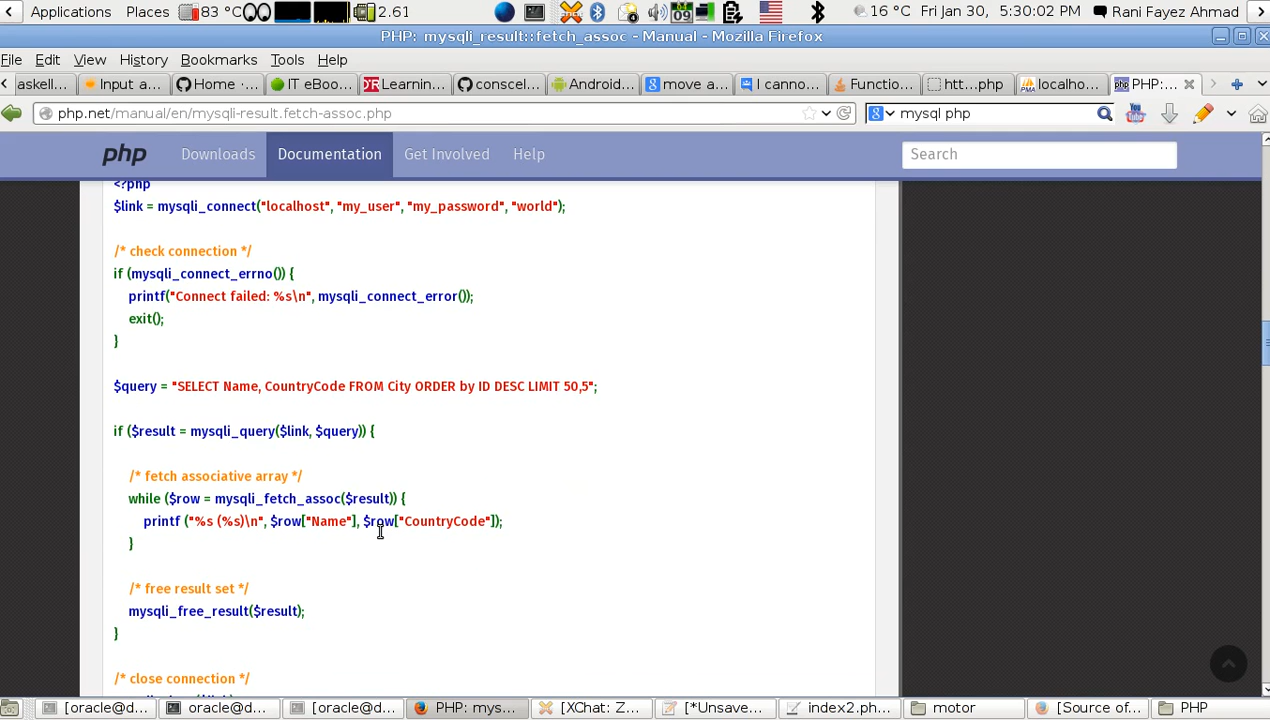 Applications Places 83 °C 2.61 16 °C Fri Jan 30, 5:30:02 PM Rani Fayez Ahmad
PHP: mysqli_result::fetch_assoc - Manual - Mozilla Firefox
File Edit View History Bookmarks Tools Help
askell... Input a... Home · ... IT eBoo... Learnin... conscel... Android... move a... I canno... Functio... htt...php localho... PHP:...
php.net/manual/en/mysqli-result.fetch-assoc.php mysql php
php Downloads Documentation Get Involved Help Search
<?php
$link = mysqli_connect("localhost", "my_user", "my_password", "world");
/* check connection */
if (mysqli_connect_errno()) {
printf("Connect failed: %s\n", mysqli_connect_error());
exit();
}
$query = "SELECT Name, CountryCode FROM City ORDER by ID DESC LIMIT 50,5";
if ($result = mysqli_query($link, $query)) {
/* fetch associative array */
while ($row = mysqli_fetch_assoc($result)) {
printf ("%s (%s)\n", $row["Name"], $row["CountryCode"]);
}
/* free result set */
mysqli_free_result($result);
}
/* close connection */
[oracle@d... oracle@d... [oracle@d... PHP: mys... [XChat: Z... [*Unsave... index2.ph... motor [Source of... PHP